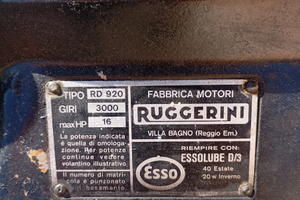 TIPO RD 920
GIRI 3000
max HP 16
La potenza indicata
è quella di omologa-
zione. Per potenze
continue vedere
volantino illustrativo
Il numero di matri-
cola è punzonato
sul basamento.
FABBRICA MOTORI
RUGGERINI
VILLA BAGNO (Reggio Em.)
Esso
RIEMPIRE CON:
ESSOLUBE D/3
40 Estate
20 w Inverno